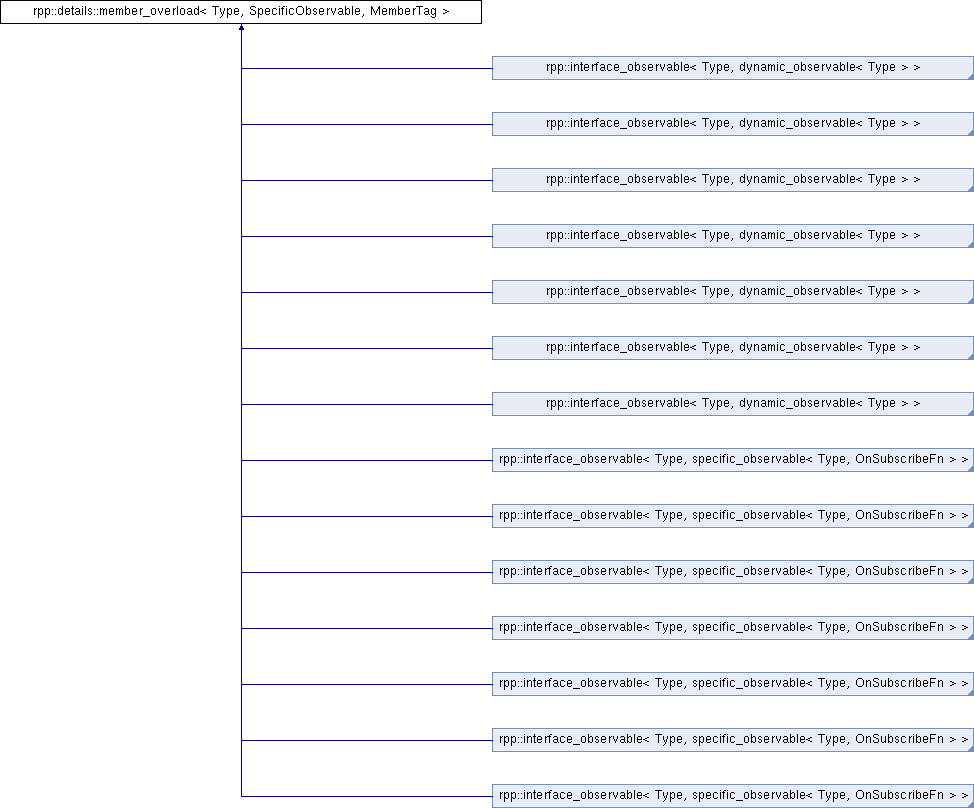 rpp::details::member_overload< Type, SpecificObservable, MemberTag >
rpp::interface_observable< Type, dynamic_observable< Type > >
rpp::interface_observable< Type, dynamic_observable< Type > >
rpp::interface_observable< Type, dynamic_observable< Type > >
rpp::interface_observable< Type, dynamic_observable< Type > >
rpp::interface_observable< Type, dynamic_observable< Type > >
rpp::interface_observable< Type, dynamic_observable< Type > >
rpp::interface_observable< Type, dynamic_observable< Type > >
rpp::interface_observable< Type, specific_observable< Type, OnSubscribeFn > >
rpp::interface_observable< Type, specific_observable< Type, OnSubscribeFn > >
rpp::interface_observable< Type, specific_observable< Type, OnSubscribeFn > >
rpp::interface_observable< Type, specific_observable< Type, OnSubscribeFn > >
rpp::interface_observable< Type, specific_observable< Type, OnSubscribeFn > >
rpp::interface_observable< Type, specific_observable< Type, OnSubscribeFn > >
rpp::interface_observable< Type, specific_observable< Type, OnSubscribeFn > >